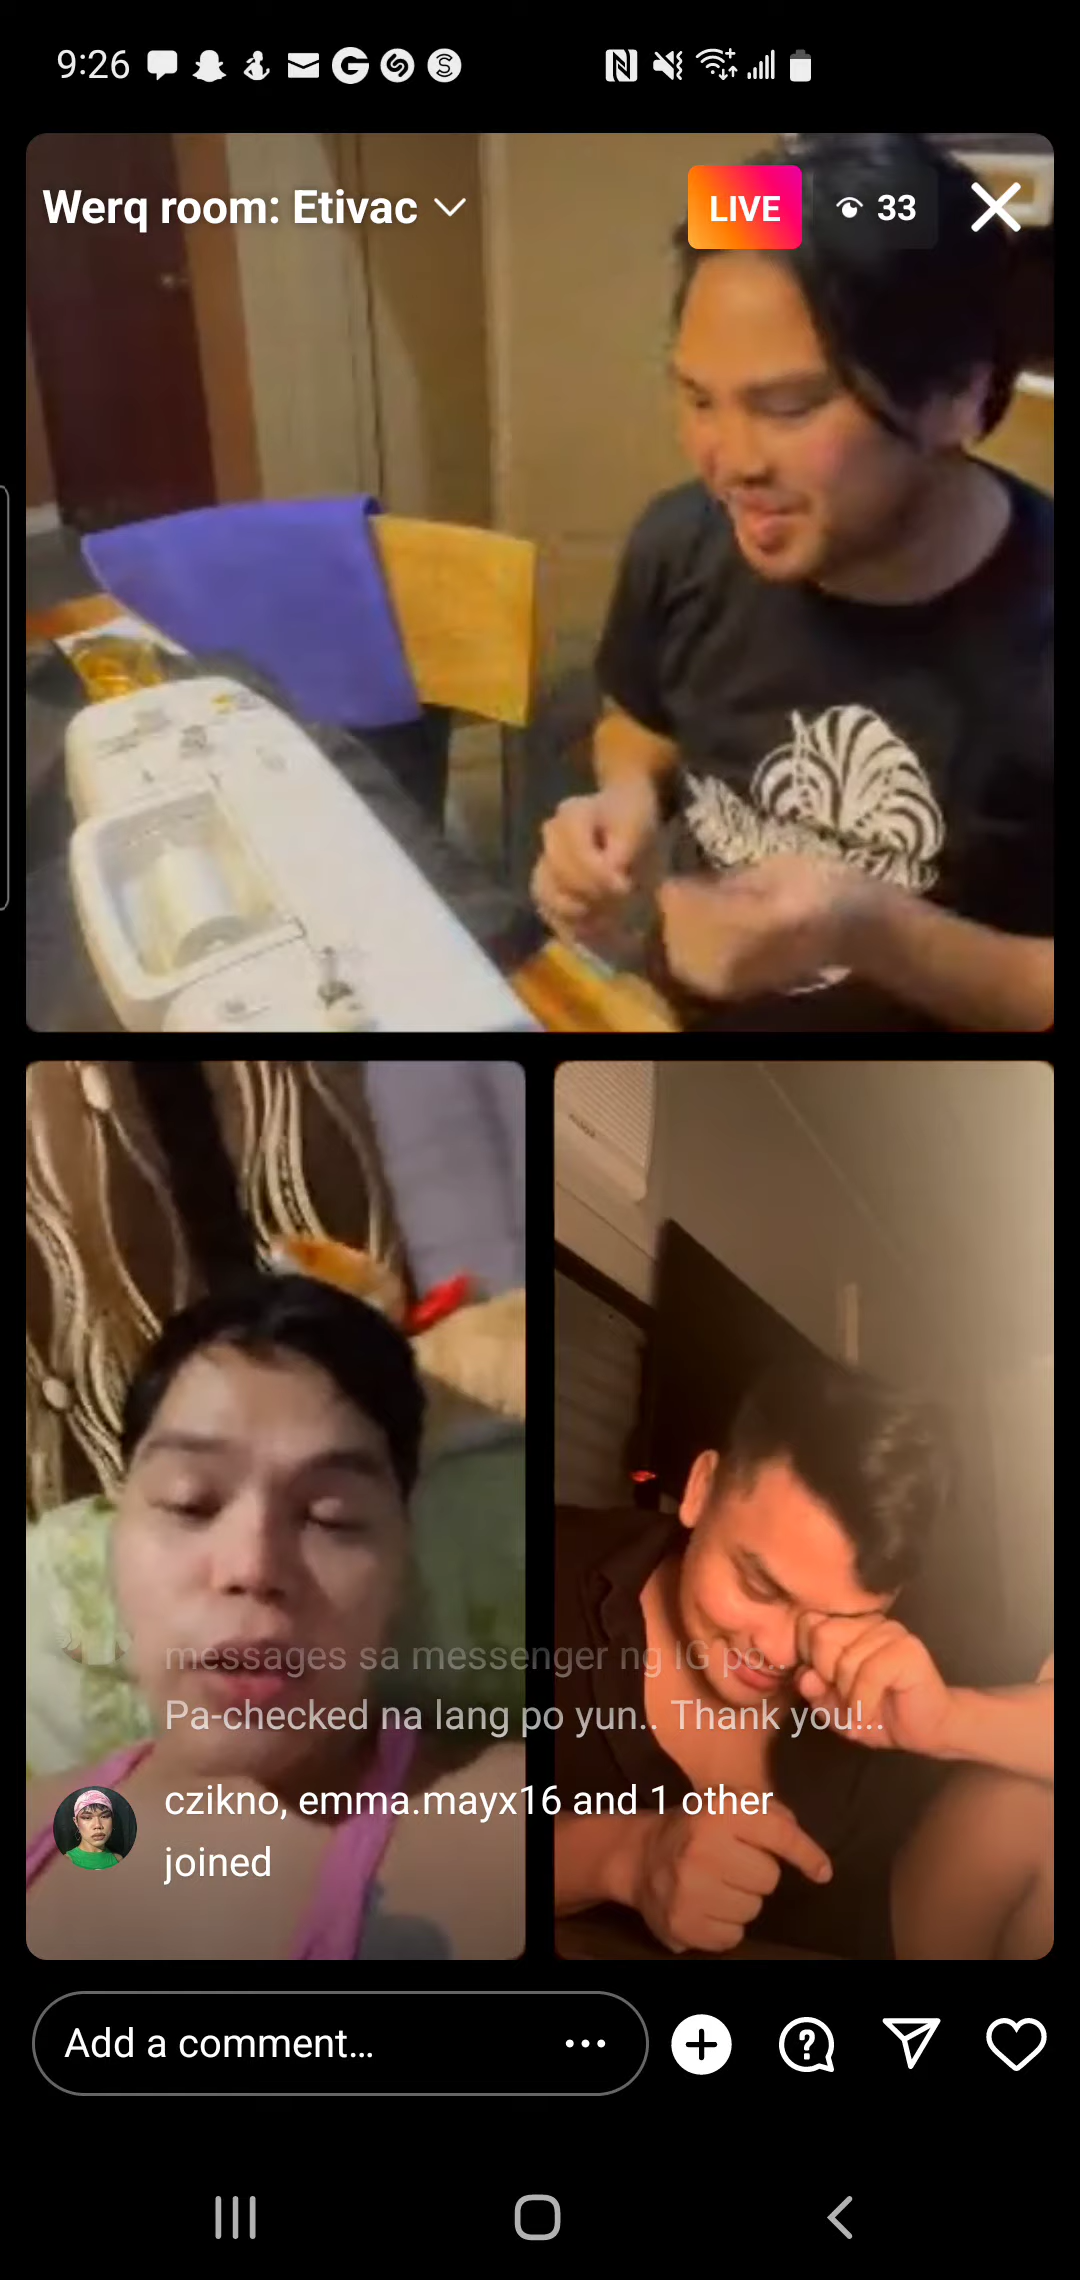 9:26
Werq room: Etivac
LIVE
33
messages sa messenger ng IG po..
Pa-checked na lang po yun.. Thank you!..
czikno, emma.mayx16 and 1 other
joined
Add a comment...